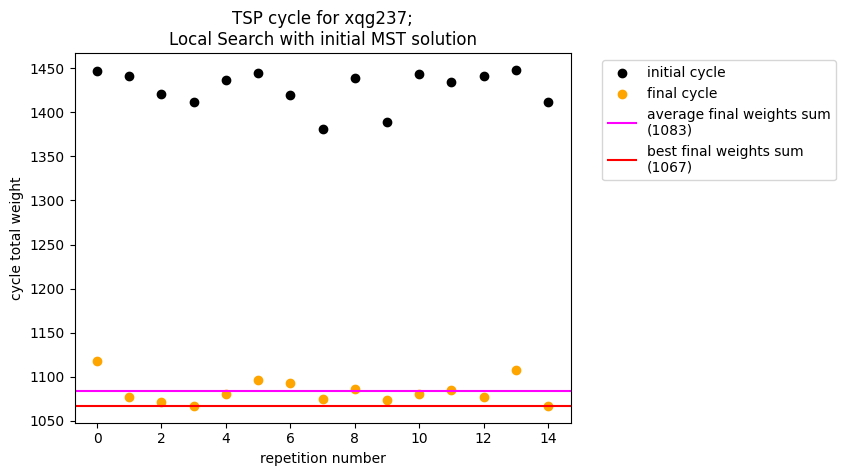 TSP cycle for xqg237;
Local Search with initial MST solution
1450
1400
1350
1300
1250
1200
1150
1100
1050
cycle total weight
0
2
4
6
8
10
12
14
repetition number
initial cycle
final cycle
average final weights sum
(1083)
best final weights sum
(1067)